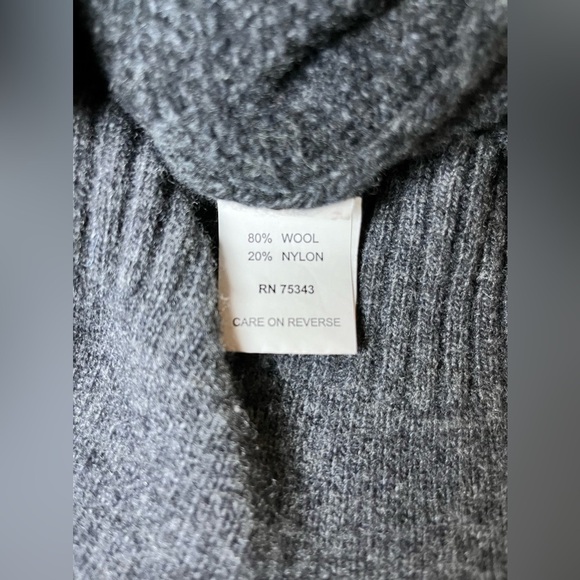 80% WOOL
20% NYLON
RN 75343
CARE ON REVERSE